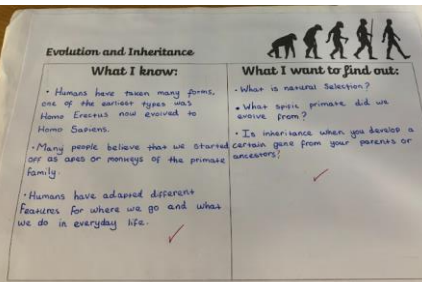 Evolution and Inheritance
What I know:
• Humans have taken many forms,
one of the earliest types was
Homo Erectus now evolved to
Homo Sapiens.
• Many people believe that we started
off as apes or monkeys of the primate
family.
• Humans have adapted different
features for where we go and what
we do in everyday life.
What I want to find out:
• What is natural selection?
• What spisic primate did we
evolve from?
• Is inheritance when you develop a
certain gene from your parents or
ancestors?